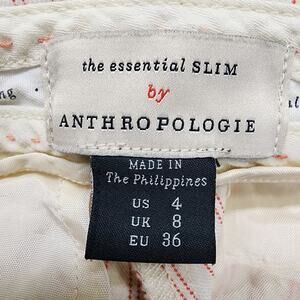 the essential SLIM
by
ANTHROPOLOGIE
MADE IN
The Philippines
US 4
UK 8
EU 36